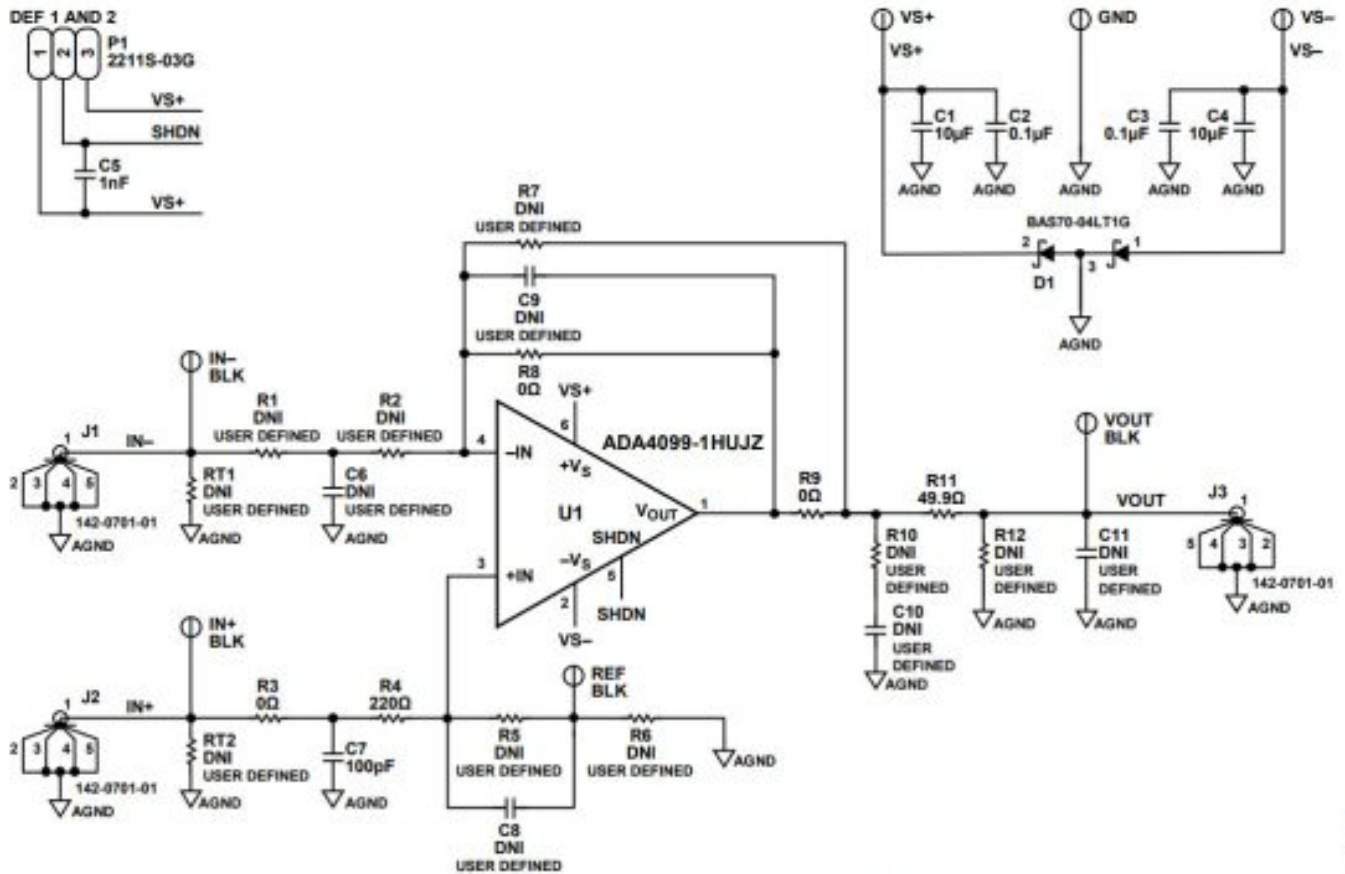 DEF 1 AND 2
1 2 3
P1
2211S-03G
VS+
SHDN
C5
1nF
VS+
VS+
VS+
GND
VS–
VS–
C1
10µF
C2
0.1µF
C3
0.1µF
C4
10µF
AGND
AGND
AGND
AGND
AGND
BAS70-04LT1G
2
3
1
D1
AGND
R7
DNI
USER DEFINED
C9
DNI
USER DEFINED
R8
0Ω
IN–
BLK
J1
1
IN–
2 3 4 5
142-0701-01
AGND
RT1
DNI
USER DEFINED
AGND
R1
DNI
USER DEFINED
R2
DNI
USER DEFINED
C6
DNI
USER DEFINED
AGND
VS+
6
ADA4099-1HUJZ
4
–IN
+VS
U1
VOUT
1
SHDN
3
+IN
–VS
5
2
SHDN
VS–
R9
0Ω
R11
49.9Ω
VOUT
BLK
VOUT
J3
1
5 4 3 2
142-0701-01
AGND
R10
DNI
USER
DEFINED
C10
DNI
USER
DEFINED
AGND
R12
DNI
USER
DEFINED
AGND
C11
DNI
USER
DEFINED
AGND
IN+
BLK
J2
1
IN+
2 3 4 5
142-0701-01
AGND
RT2
DNI
USER DEFINED
AGND
R3
0Ω
R4
220Ω
C7
100pF
AGND
REF
BLK
R5
DNI
USER DEFINED
R6
DNI
USER DEFINED
AGND
C8
DNI
USER DEFINED